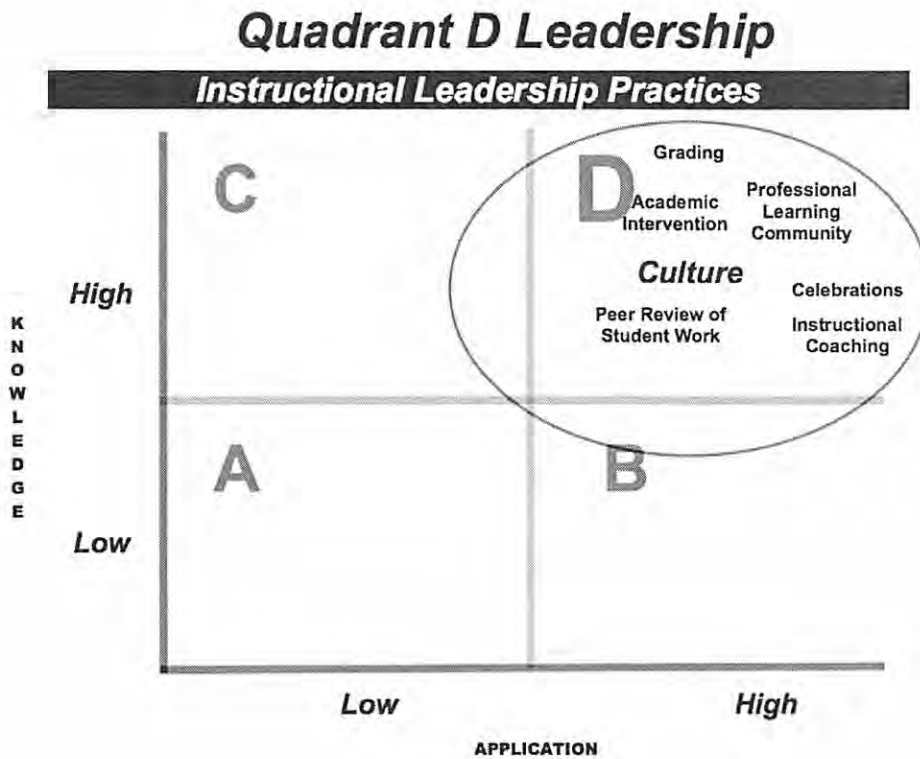 Quadrant D Leadership
Instructional Leadership Practices
C
D
Grading
Academic
Intervention
Professional
Learning
Community
Culture
Celebrations
Peer Review of
Student Work
Instructional
Coaching
High
KNOWLEDGE
A
B
Low
Low
High
APPLICATION